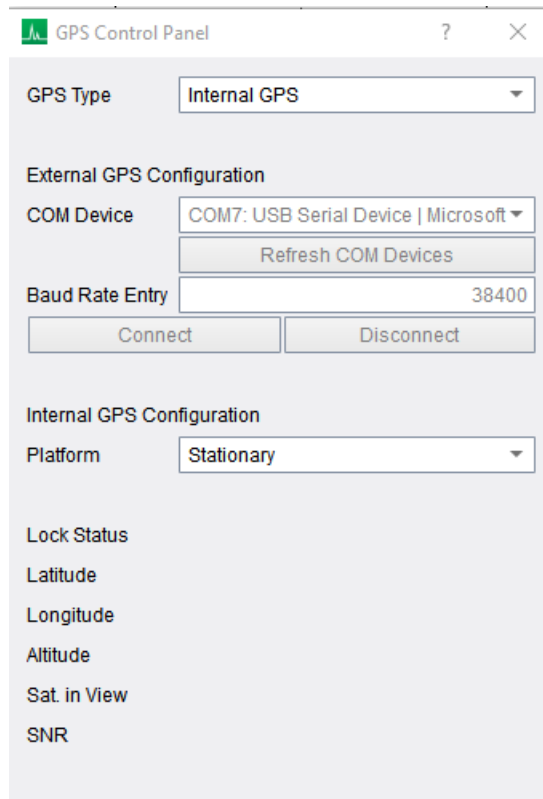 GPS Control Panel ? ×
GPS Type Internal GPS
External GPS Configuration
COM Device COM7: USB Serial Device | Microsoft
Refresh COM Devices
Baud Rate Entry 38400
Connect Disconnect
Internal GPS Configuration
Platform Stationary
Lock Status
Latitude
Longitude
Altitude
Sat. in View
SNR